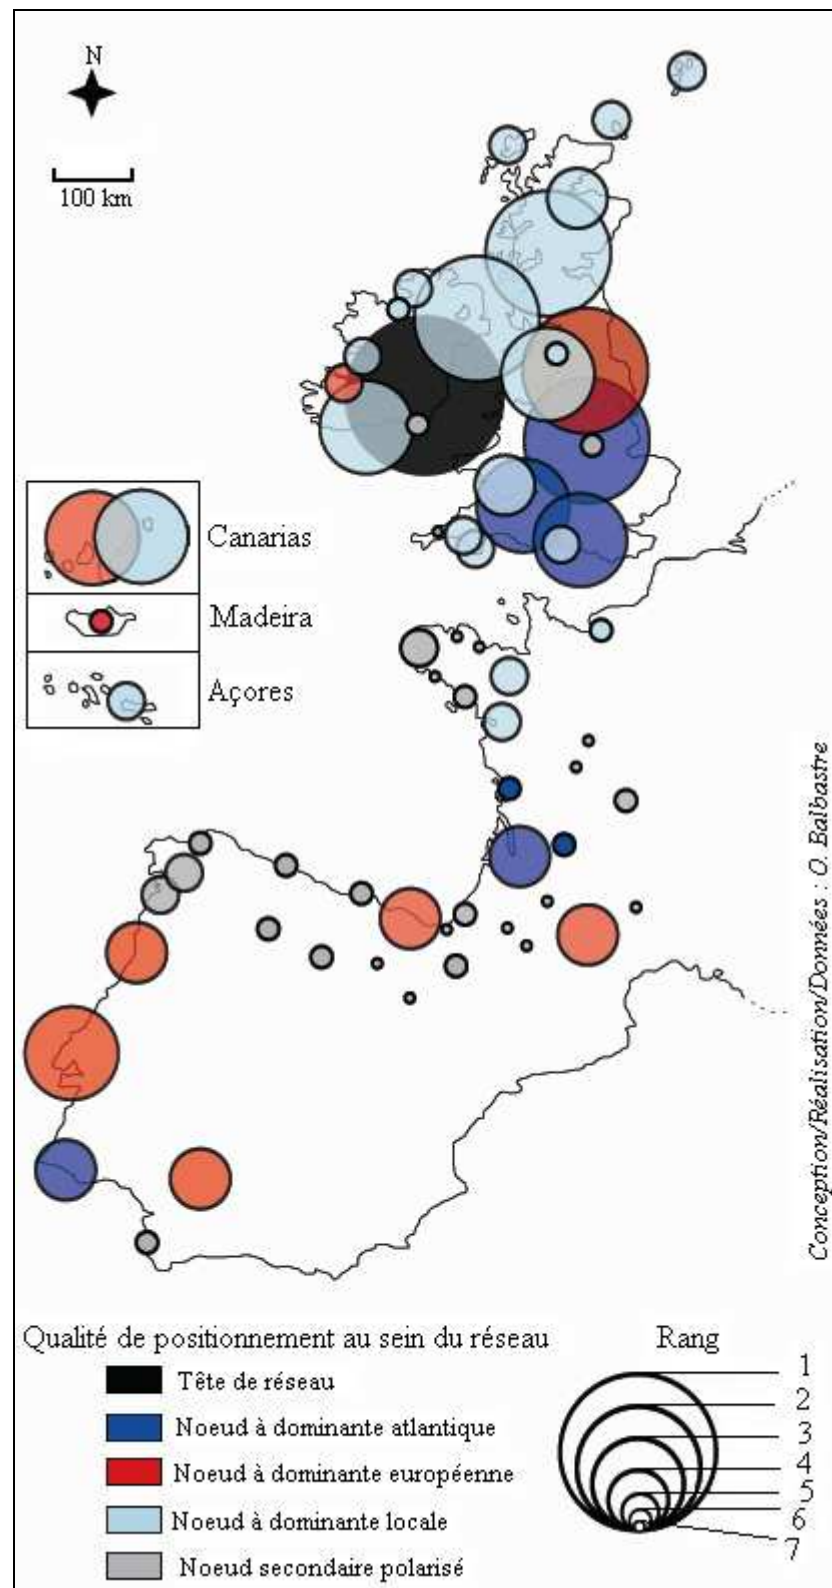 N
100 km
Canarias
Madeira
Açores
Conception/Réalisation/Données : O. Balbastre
Qualité de positionnement au sein du réseau
Tête de réseau
Noeud à dominante atlantique
Noeud à dominante européenne
Noeud à dominante locale
Noeud secondaire polarisé
Rang
1
2
3
4
5
6
7